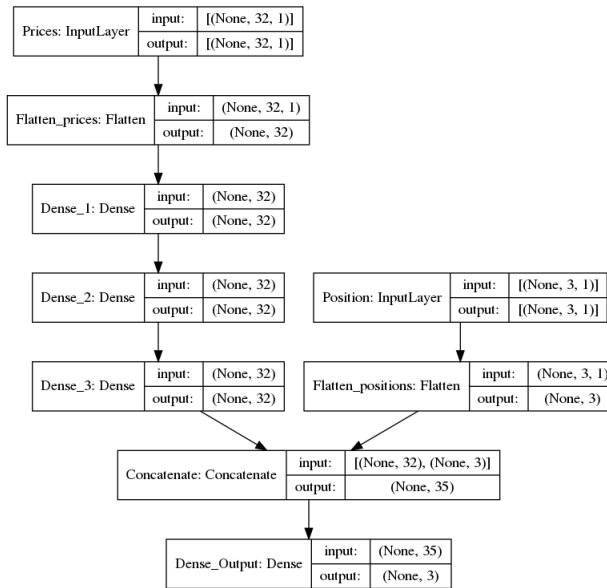 Prices: InputLayer
input: [(None, 32, 1)]
output: [(None, 32, 1)]
Flatten_prices: Flatten
input: (None, 32, 1)
output: (None, 32)
Dense_1: Dense
input: (None, 32)
output: (None, 32)
Dense_2: Dense
input: (None, 32)
output: (None, 32)
Position: InputLayer
input: [(None, 3, 1)]
output: [(None, 3, 1)]
Dense_3: Dense
input: (None, 32)
output: (None, 32)
Flatten_positions: Flatten
input: (None, 3, 1)
output: (None, 3)
Concatenate: Concatenate
input: [(None, 32), (None, 3)]
output: (None, 35)
Dense_Output: Dense
input: (None, 35)
output: (None, 3)